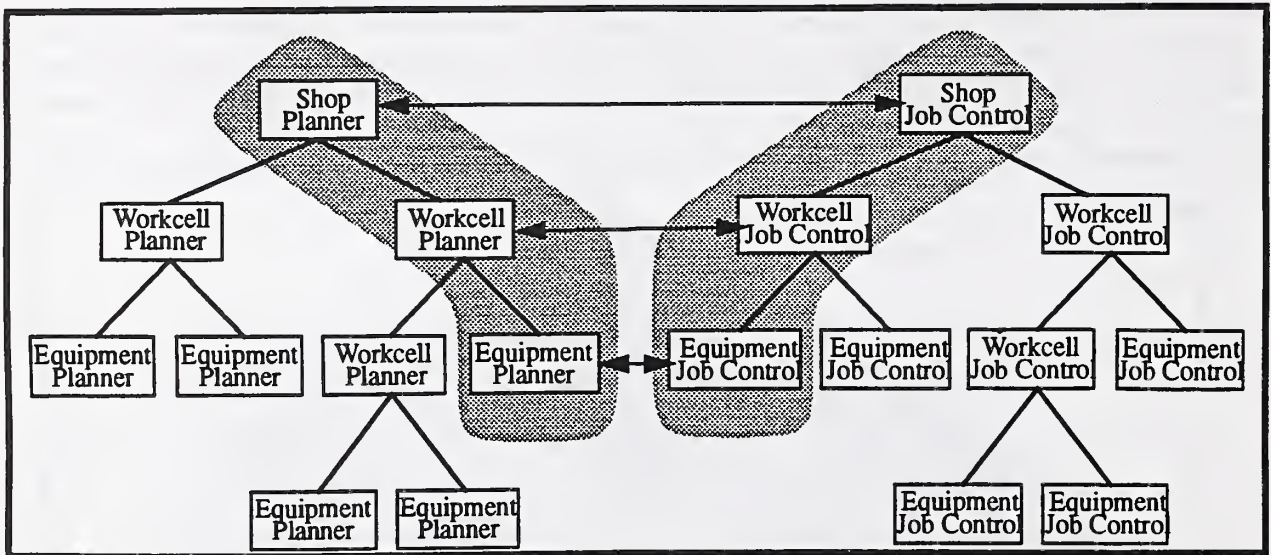 Shop
Planner
Shop
Job Control
Workcell
Planner
Workcell
Planner
Workcell
Job Control
Workcell
Job Control
Equipment
Planner
Equipment
Planner
Workcell
Planner
Equipment
Planner
Equipment
Job Control
Equipment
Job Control
Workcell
Job Control
Equipment
Job Control
Equipment
Planner
Equipment
Planner
Equipment
Job Control
Equipment
Job Control